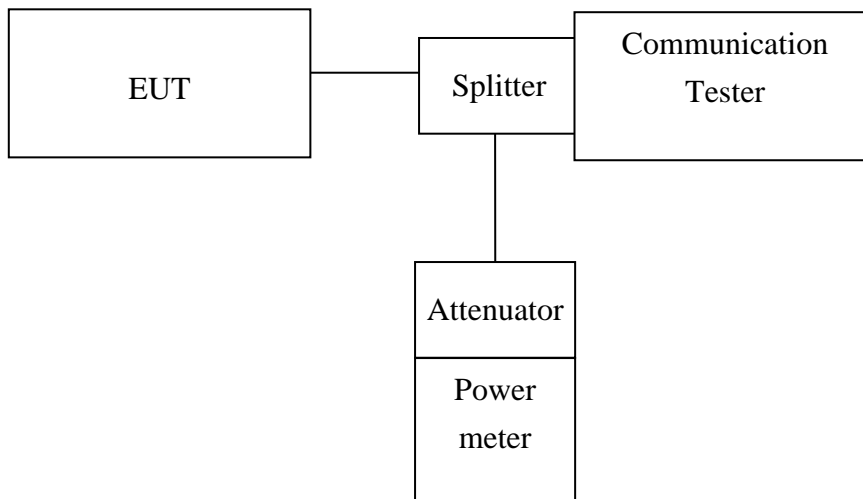 EUT
Splitter
Communication
Tester
Attenuator
Power
meter